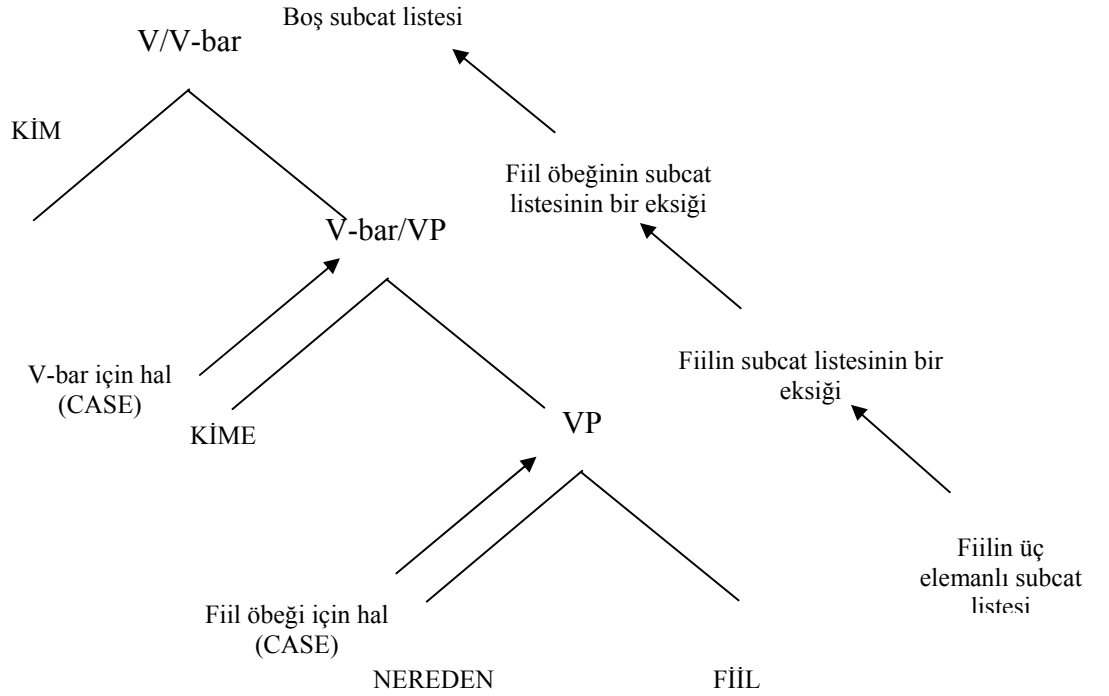 Boş subcat listesi
V/V-bar
KİM
Fiil öbeğinin subcat
listesinin bir eksiği
V-bar/VP
V-bar için hal
(CASE)
KİME
Fiilin subcat listesinin bir
eksiği
VP
Fiilin üç
elemanlı subcat
listesi
Fiil öbeği için hal
(CASE)
NEREDEN
FİİL